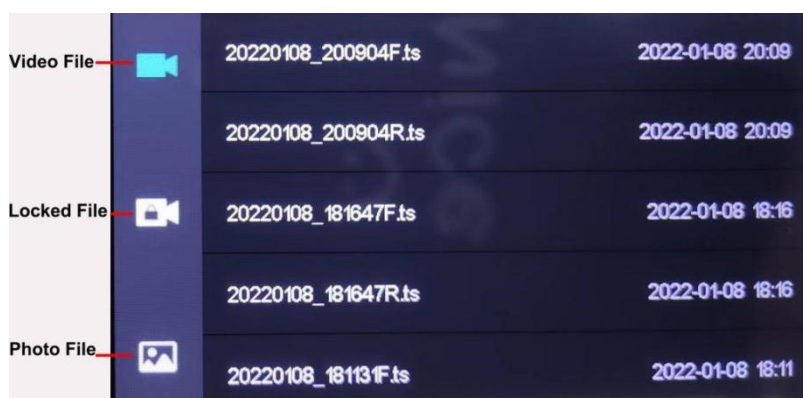 Video File
20220108_200904F.ts 2022-01-08 20:09
20220108_200904R.ts 2022-01-08 20:09
Locked File
20220108_181647F.ts 2022-01-08 18:16
20220108_181647R.ts 2022-01-08 18:16
Photo File
20220108_181131F.ts 2022-01-08 18:11